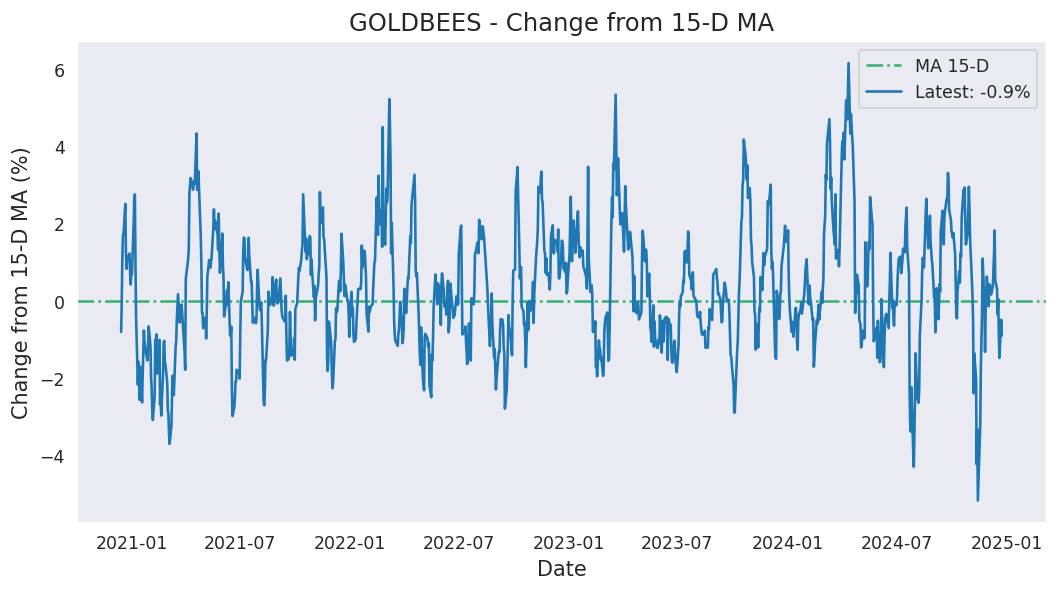 GOLDBEES - Change from 15-D MA
MA 15-D
Latest: -0.9%
Change from 15-D MA (%)
6
4
2
0
−2
−4
2021-01 2021-07 2022-01 2022-07 2023-01 2023-07 2024-01 2024-07 2025-01
Date